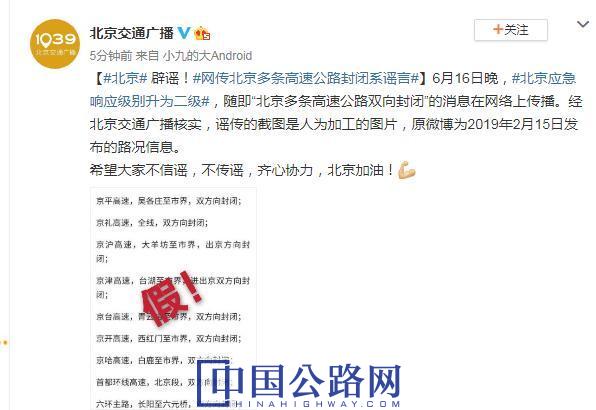 1039
北京交通广播
北京交通广播
+关注
5分钟前 来自 小九的大Android
【#北京# 辟谣！#网传北京多条高速公路封闭系谣言#】6月16日晚，#北京应急
响应级别升为二级#，随即“北京多条高速公路双向封闭”的消息在网络上传播。经
北京交通广播核实，谣传的截图是人为加工的图片，原微博为2019年2月15日发
布的路况信息。
希望大家不信谣，不传谣，齐心协力，北京加油！💪
京平高速，吴各庄至市界，双方向封闭；
京礼高速，全线，双方向封闭；
京沪高速，大羊坊至市界，出京方向封
闭；
京津高速，台湖至市界，进出京双方向封
闭；
京台高速，青云店至市界，双方向封闭；
京开高速，西红门至市界，双方向封闭；
京哈高速，白鹿至市界，双方向封闭；
首都环线高速，北京段，双方向封闭；
六环主路，长阳至六元桥，
假！
中国公路网
CHINAHIGHWAY.COM